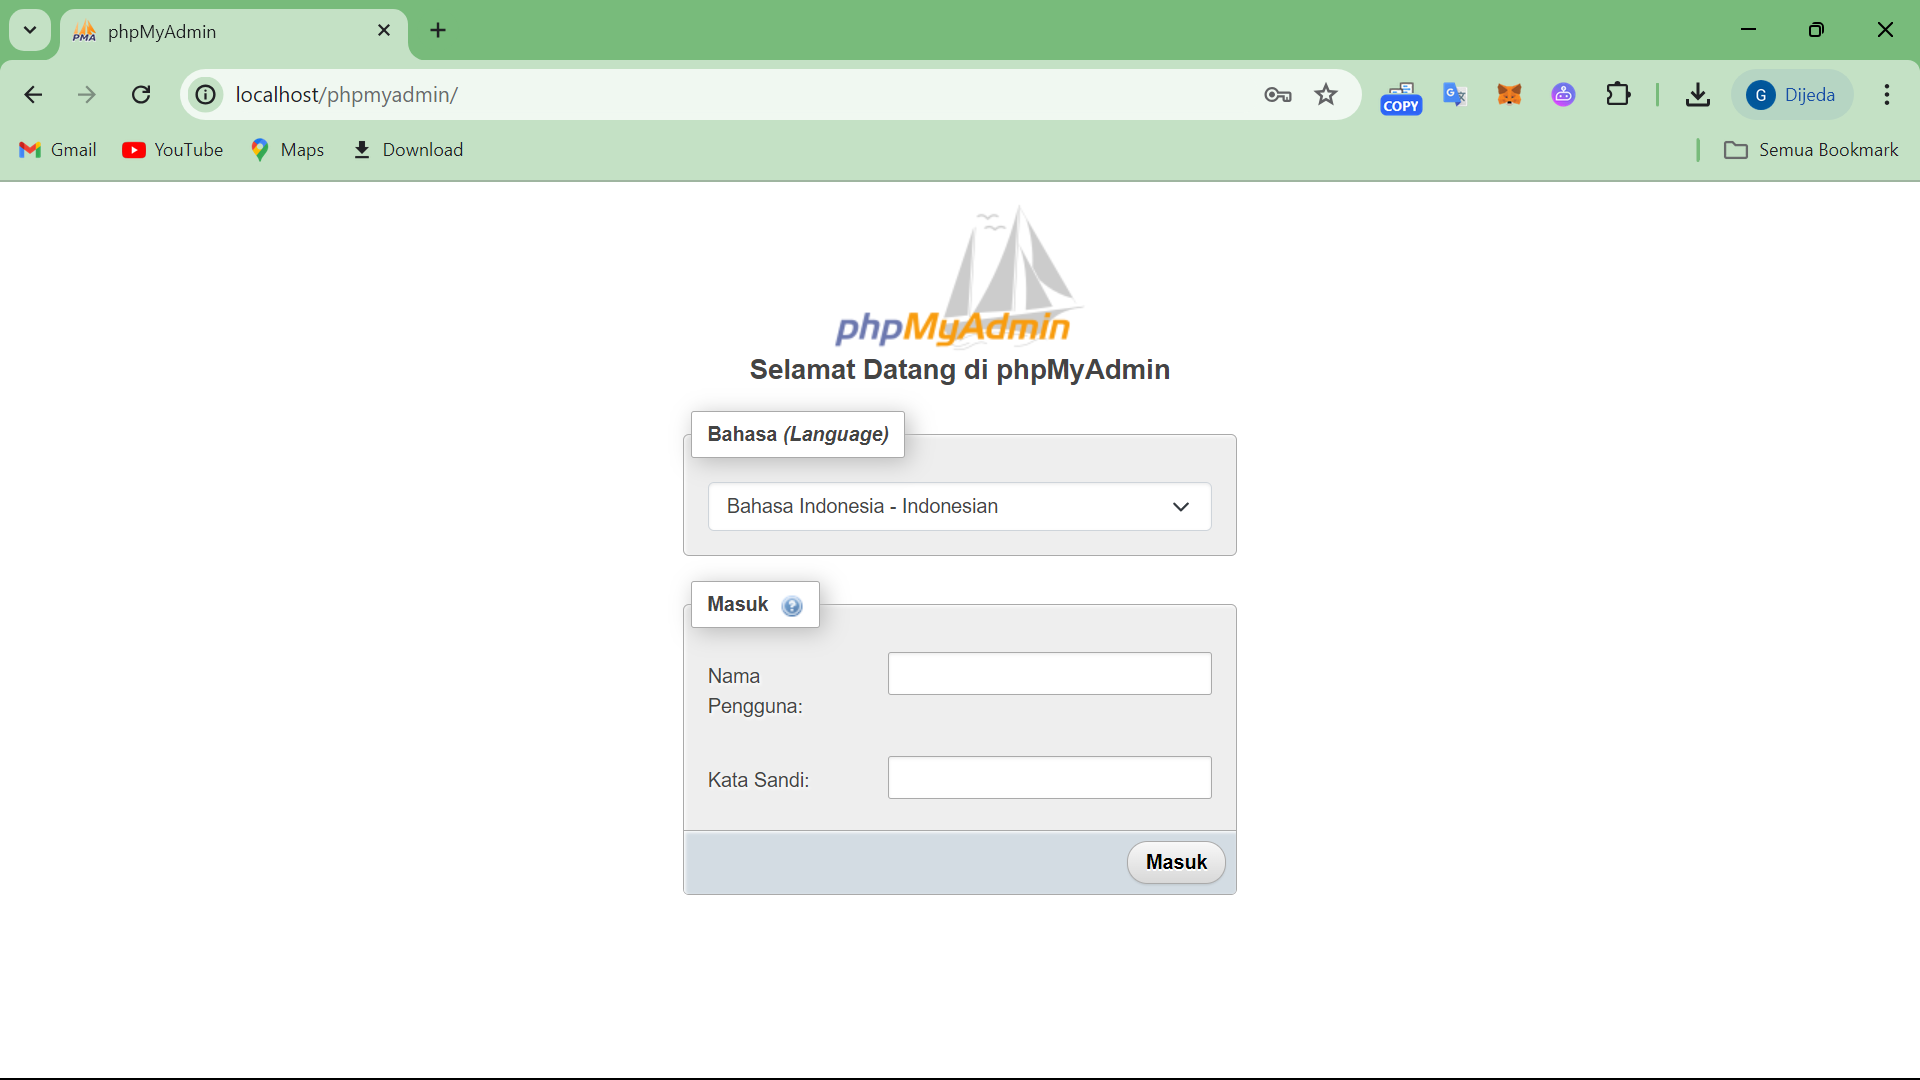 PMA
phpMyAdmin
localhost/phpmyadmin/
COPY
G
G
Dijeda
Gmail
YouTube
Maps
Download
Semua Bookmark
phpMyAdmin
Selamat Datang di phpMyAdmin
Bahasa (Language)
Bahasa Indonesia - Indonesian
Masuk
Nama
Pengguna:
Kata Sandi:
Masuk